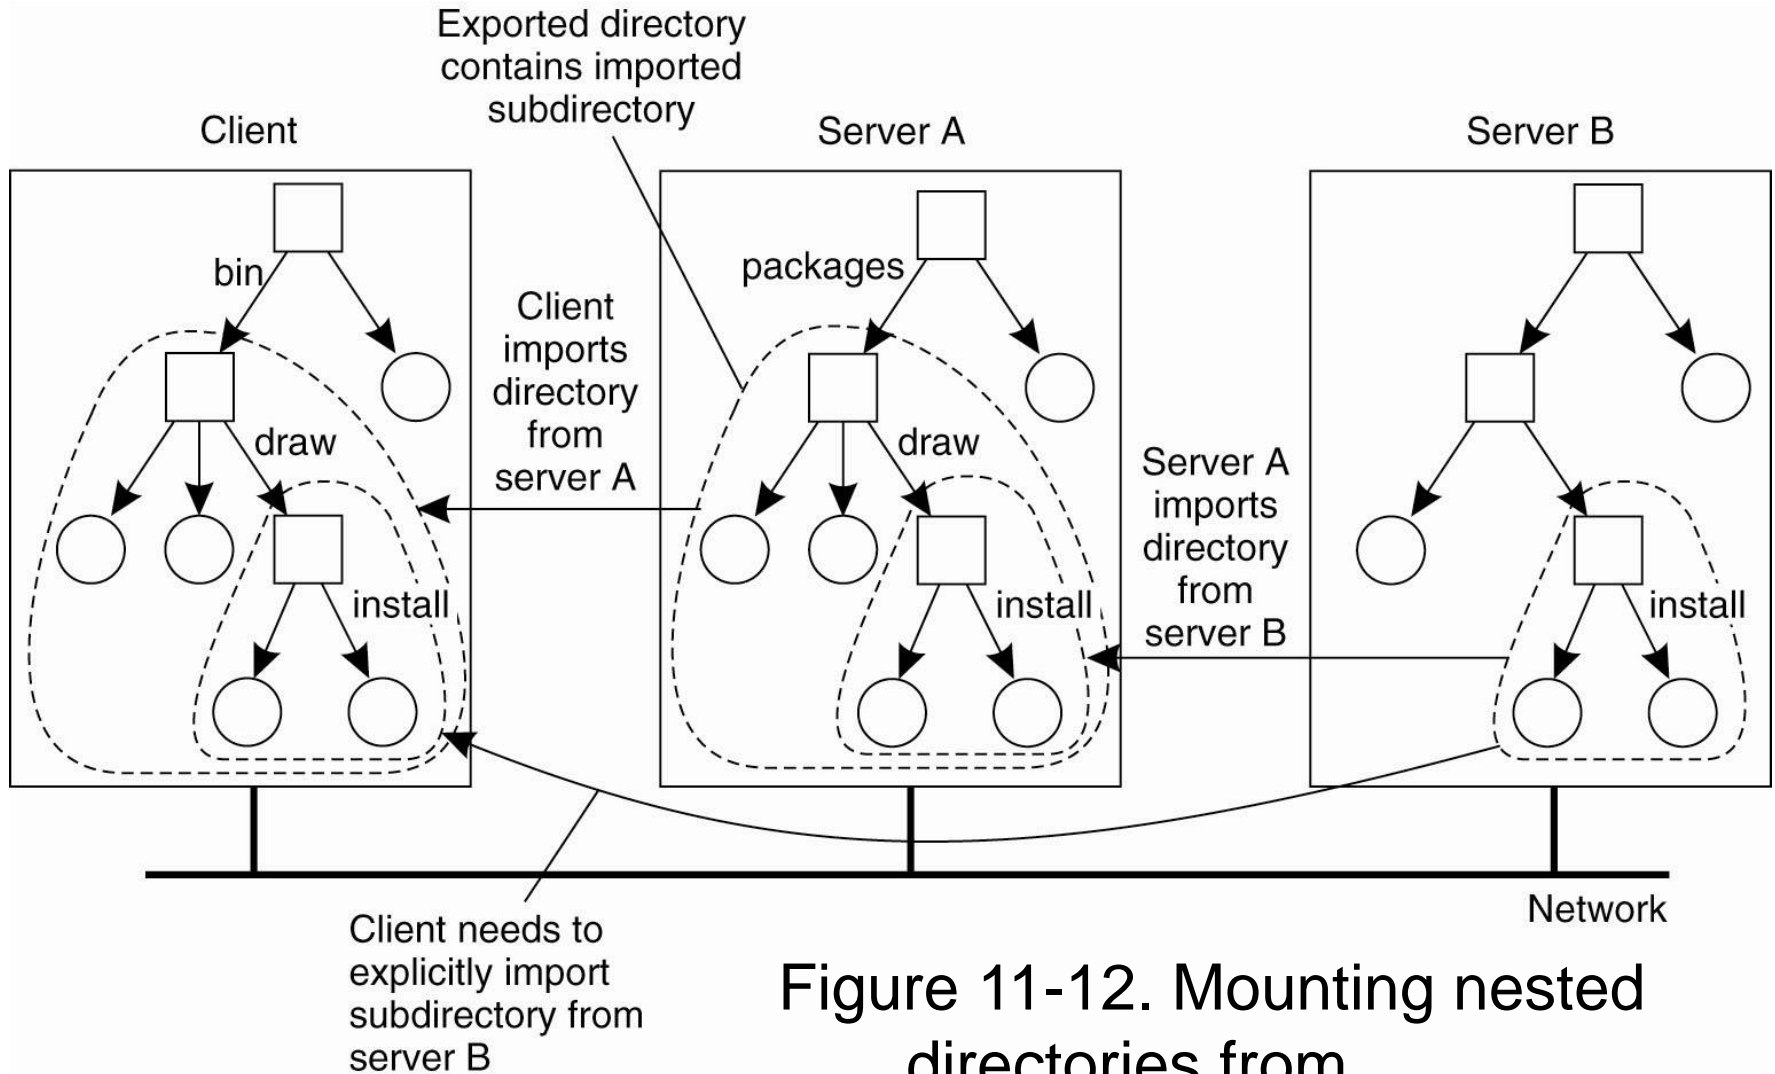 Exported directory
contains imported
subdirectory
Client
Server A
Server B
bin
packages
Client
imports
directory
from
server A
draw
draw
Server A
imports
directory
from
server B
install
install
install
Network
Client needs to
explicitly import
subdirectory from
server B
Figure 11-12. Mounting nested
directories from